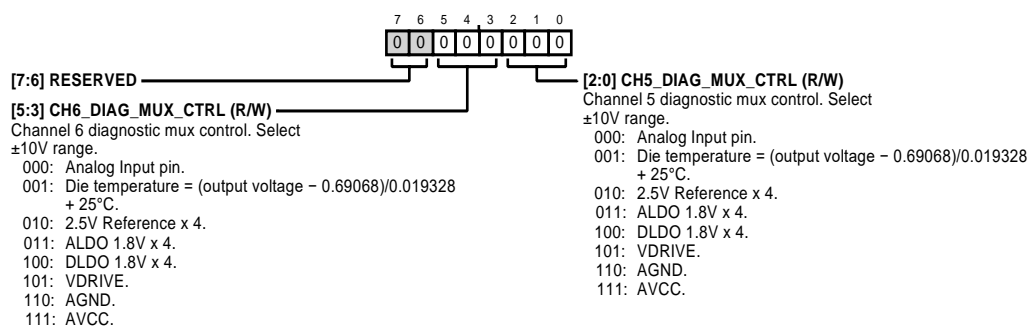 7 6 5 4 3 2 1 0
0 0 0 0 0 0 0 0
[7:6] RESERVED
[5:3] CH6_DIAG_MUX_CTRL (R/W)
Channel 6 diagnostic mux control. Select
±10V range.
000: Analog Input pin.
001: Die temperature = (output voltage − 0.69068)/0.019328
+ 25°C.
010: 2.5V Reference x 4.
011: ALDO 1.8V x 4.
100: DLDO 1.8V x 4.
101: VDRIVE.
110: AGND.
111: AVCC.
[2:0] CH5_DIAG_MUX_CTRL (R/W)
Channel 5 diagnostic mux control. Select
±10V range.
000: Analog Input pin.
001: Die temperature = (output voltage − 0.69068)/0.019328
+ 25°C.
010: 2.5V Reference x 4.
011: ALDO 1.8V x 4.
100: DLDO 1.8V x 4.
101: VDRIVE.
110: AGND.
111: AVCC.